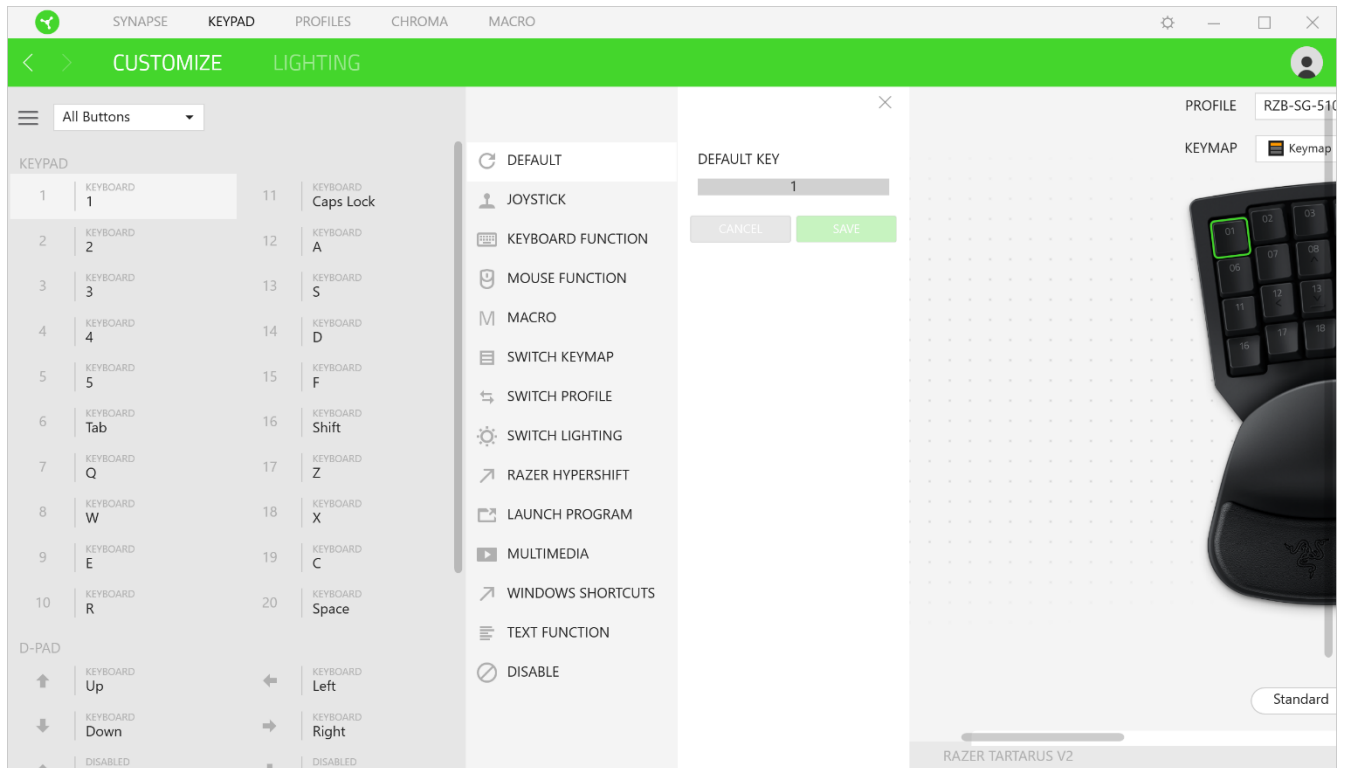 SYNAPSE KEYPAD PROFILES CHROMA MACRO
CUSTOMIZE LIGHTING
All Buttons
KEYPAD
1 KEYBOARD 1
2 KEYBOARD 2
3 KEYBOARD 3
4 KEYBOARD 4
5 KEYBOARD 5
6 KEYBOARD Tab
7 KEYBOARD Q
8 KEYBOARD W
9 KEYBOARD E
10 KEYBOARD R
11 KEYBOARD Caps Lock
12 KEYBOARD A
13 KEYBOARD S
14 KEYBOARD D
15 KEYBOARD F
16 KEYBOARD Shift
17 KEYBOARD Z
18 KEYBOARD X
19 KEYBOARD C
20 KEYBOARD Space
D-PAD
KEYBOARD Up
KEYBOARD Down
DISABLED
KEYBOARD Left
KEYBOARD Right
DISABLED
DEFAULT
JOYSTICK
KEYBOARD FUNCTION
MOUSE FUNCTION
MACRO
SWITCH KEYMAP
SWITCH PROFILE
SWITCH LIGHTING
RAZER HYPERSHIFT
LAUNCH PROGRAM
MULTIMEDIA
WINDOWS SHORTCUTS
TEXT FUNCTION
DISABLE
DEFAULT KEY
1
CANCEL SAVE
PROFILE RZB-SG-510
KEYMAP Keymap
01 02 03
06 07 08
11 12 13
16 17 18
Standard
RAZER TARTARUS V2